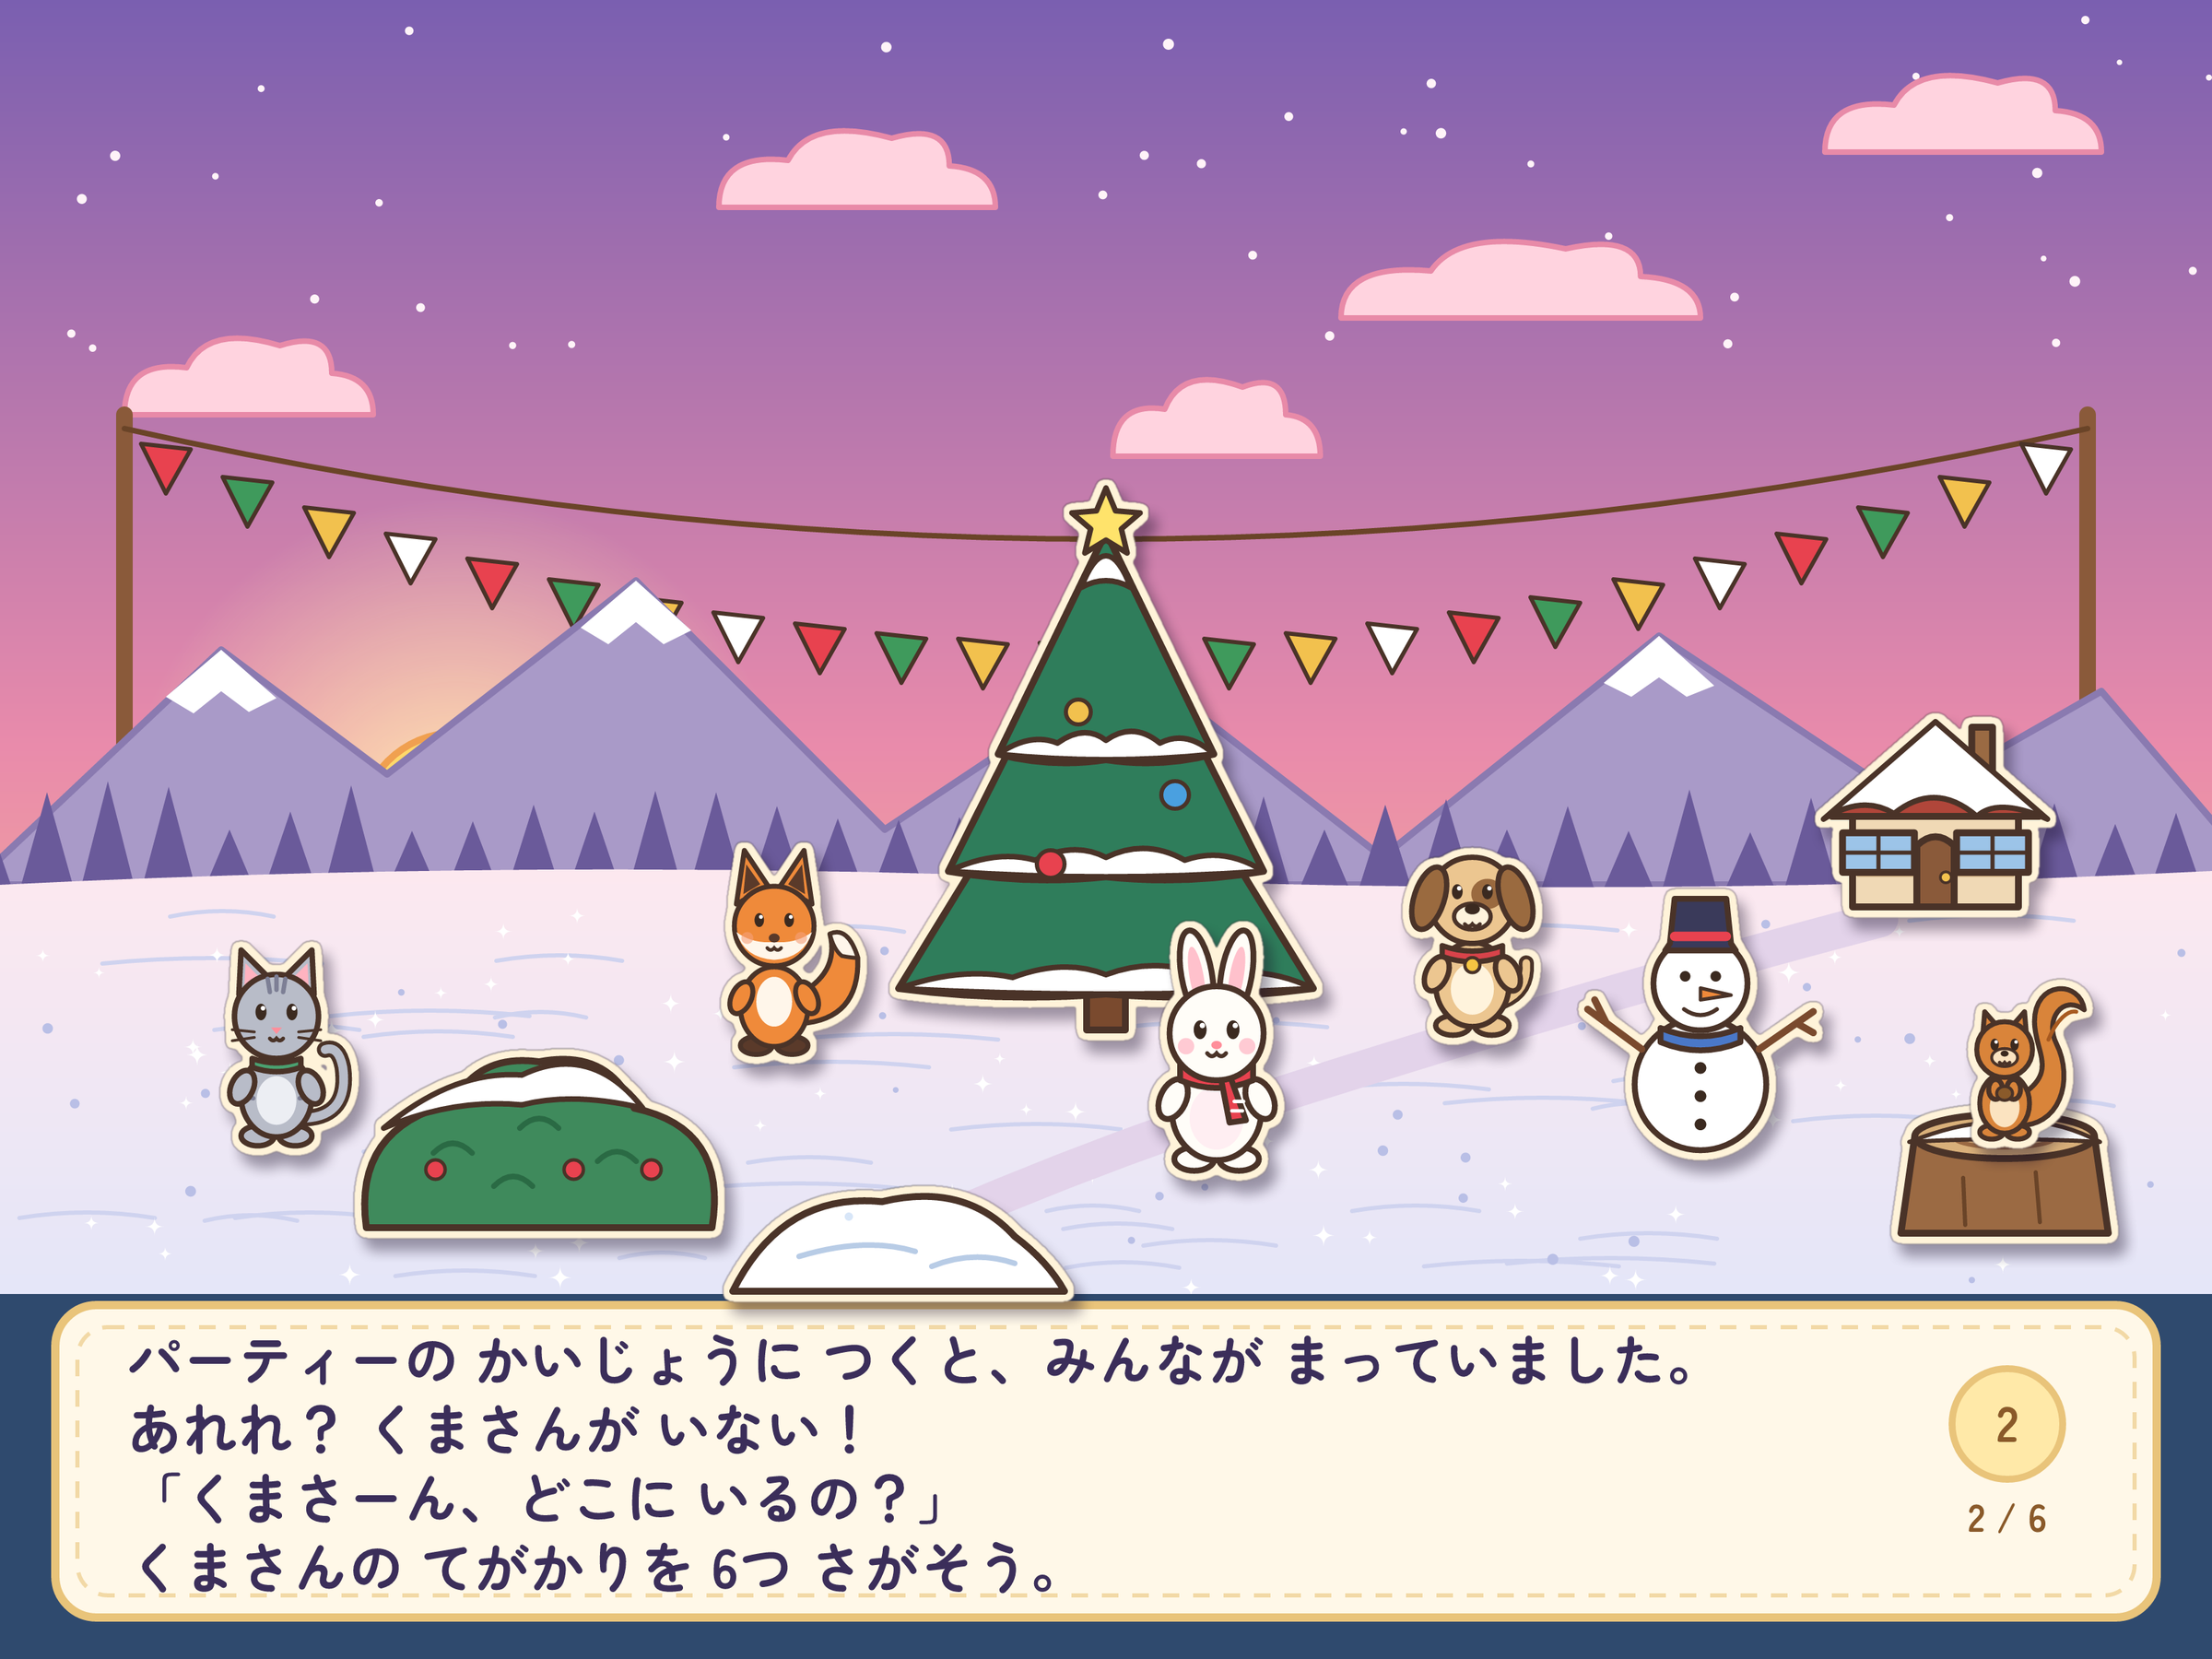 パーティーの かいじょうに つくと、 みんなが まっていました。
あれれ？ くまさんが いない！
「くまさーん、 どこに いるの？」
くまさんの てがかりを 6つ さがそう。
2
2 / 6